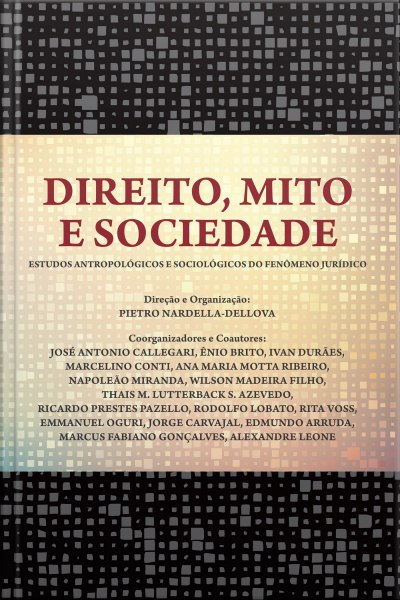 DIREITO, MITO
E SOCIEDADE
ESTUDOS ANTROPOLÓGICOS E SOCIOLÓGICOS DO FENÔMENO JURÍDICO
Direção e Organização:
PIETRO NARDELLA-DELLOVA
Coorganizadores e Coautores:
JOSÉ ANTONIO CALLEGARI, ÊNIO BRITO, IVAN DURÃES,
MARCELINO CONTI, ANA MARIA MOTTA RIBEIRO,
NAPOLEÃO MIRANDA, WILSON MADEIRA FILHO,
THAIS M. LUTTERBACK S. AZEVEDO,
RICARDO PRESTES PAZELLO, RODOLFO LOBATO, RITA VOSS,
EMMANUEL OGURI, JORGE CARVAJAL, EDMUNDO ARRUDA,
MARCUS FABIANO GONÇALVES, ALEXANDRE LEONE